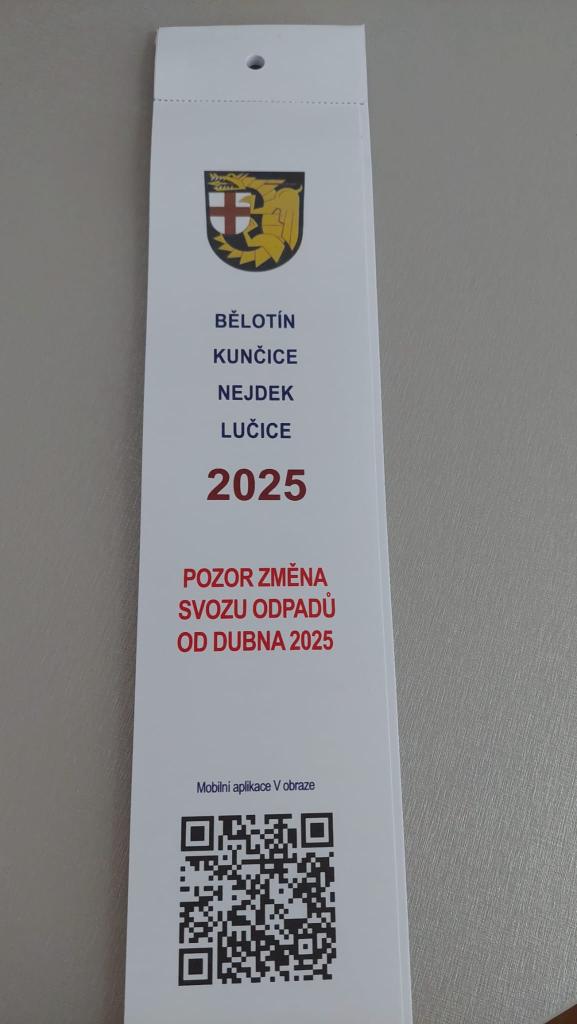 BĚLOTÍN
KUNČICE
NEJDEK
LUČICE
2025
POZOR ZMĚNA
SVOZU ODPADŮ
OD DUBNA 2025
Mobilní aplikace V obraze